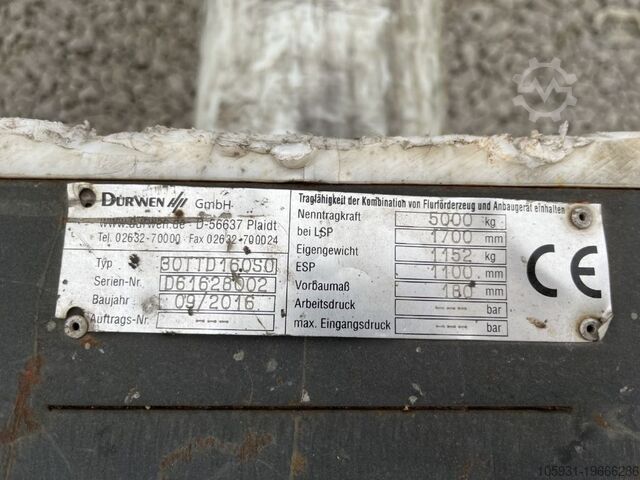 DURWEN GmbH
www.durwen.de D-56637 Plaidt
Tel. 02632-70000 Fax 02632-700024
Typ 80TTD160SO
Serien-Nr. D61628002
Baujahr 09/2016
Auftrags-Nr.
Tragfähigkeit der Kombination von Flurförderzeug und Anbaugerät einhalten
Nenntragkraft 5000 kg
bei LSP 1700 mm
Eigengewicht 1152 kg
ESP 1100 mm
Vorbaumaß 180 mm
Arbeitsdruck --- bar
max. Eingangsdruck --- bar
CE
105931-19666286